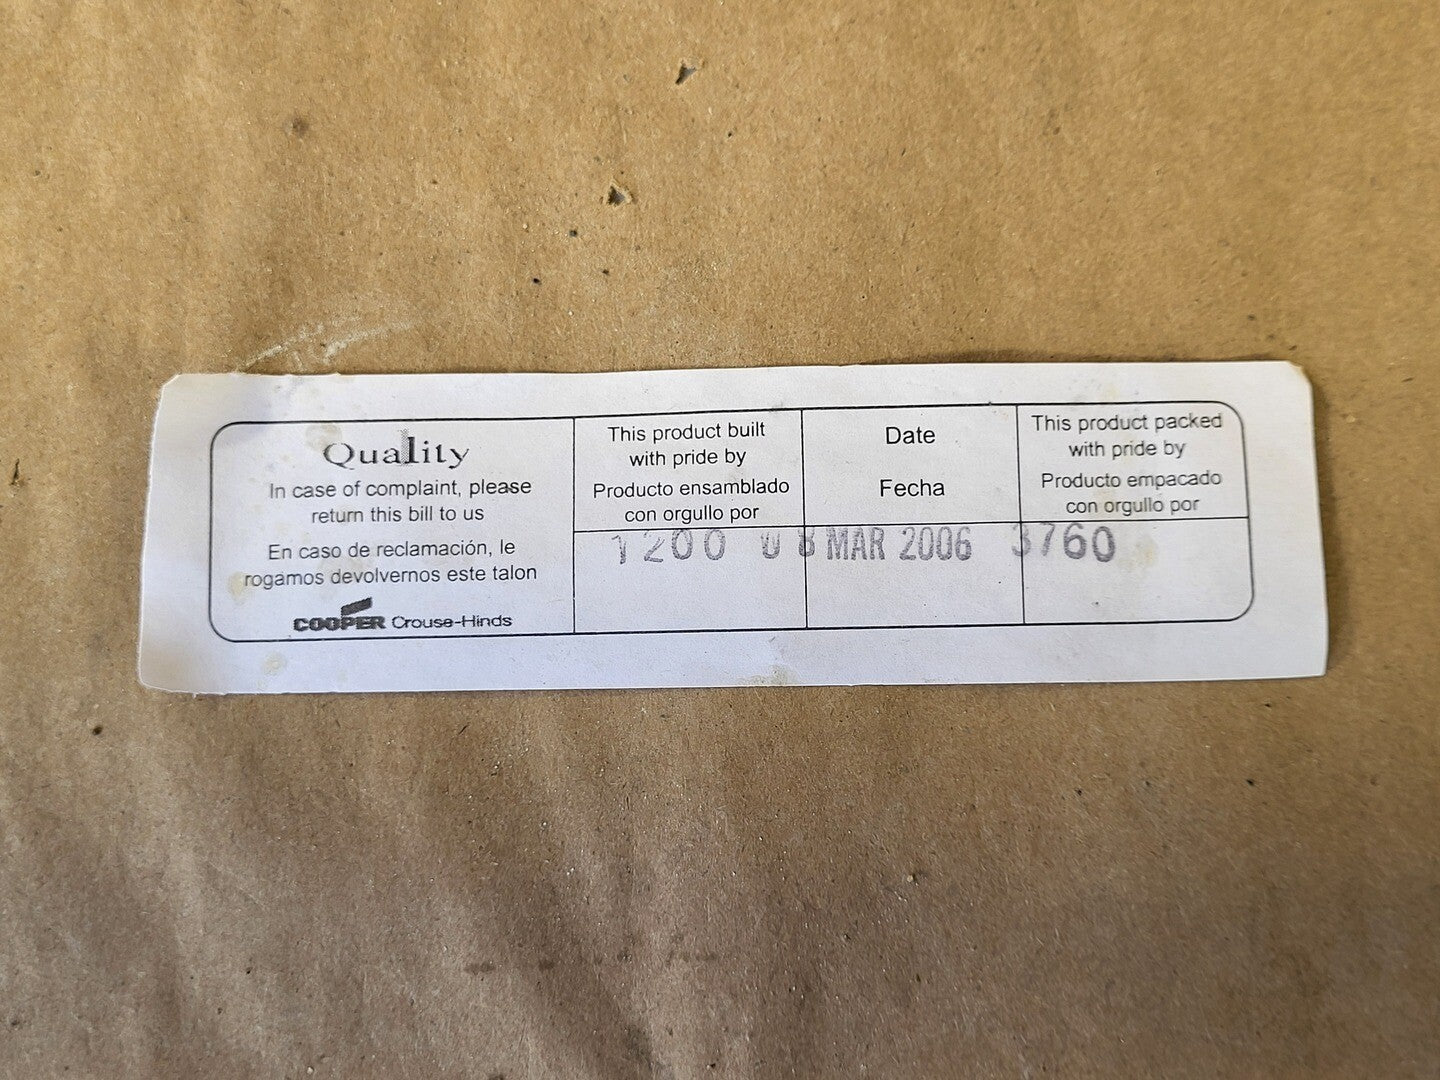 Quality
In case of complaint, please
return this bill to us
En caso de reclamación, le
rogamos devolvernos este talon
COOPER Crouse-Hinds
This product built
with pride by
Producto ensamblado
con orgullo por
1200
Date
Fecha
08 MAR 2006
This product packed
with pride by
Producto empacado
con orgullo por
3760